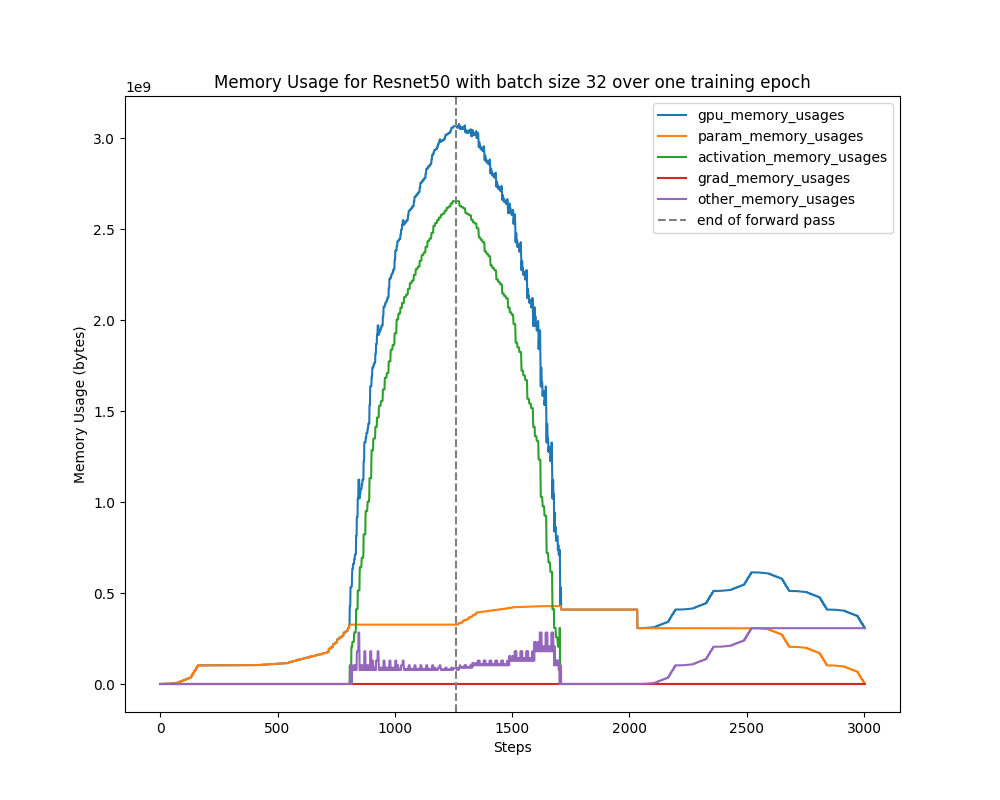 Memory Usage for Resnet50 with batch size 32 over one training epoch
1e9
gpu_memory_usages
param_memory_usages
activation_memory_usages
grad_memory_usages
other_memory_usages
end of forward pass
Memory Usage (bytes)
3.0
2.5
2.0
1.5
1.0
0.5
0.0
0 500 1000 1500 2000 2500 3000
Steps